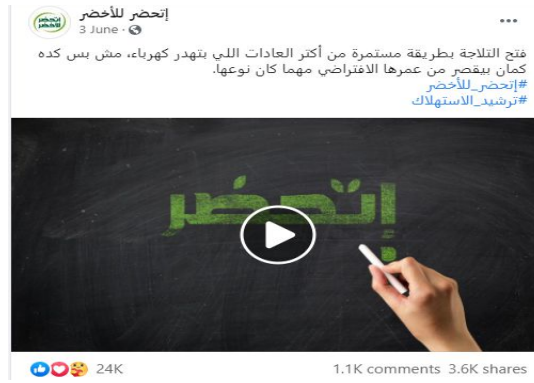 إتحضر للأخضر
3 June
فتح التلاجة بطريقة مستمرة من أكتر العادات اللي بتهدر كهرباء، مش بس كده
كمان بيقصر من عمرها الافتراضي مهما كان نوعها.
#إتحضر_للأخضر
#ترشيد_الاستهلاك
إتحضر
24K
1.1K comments 3.6K shares